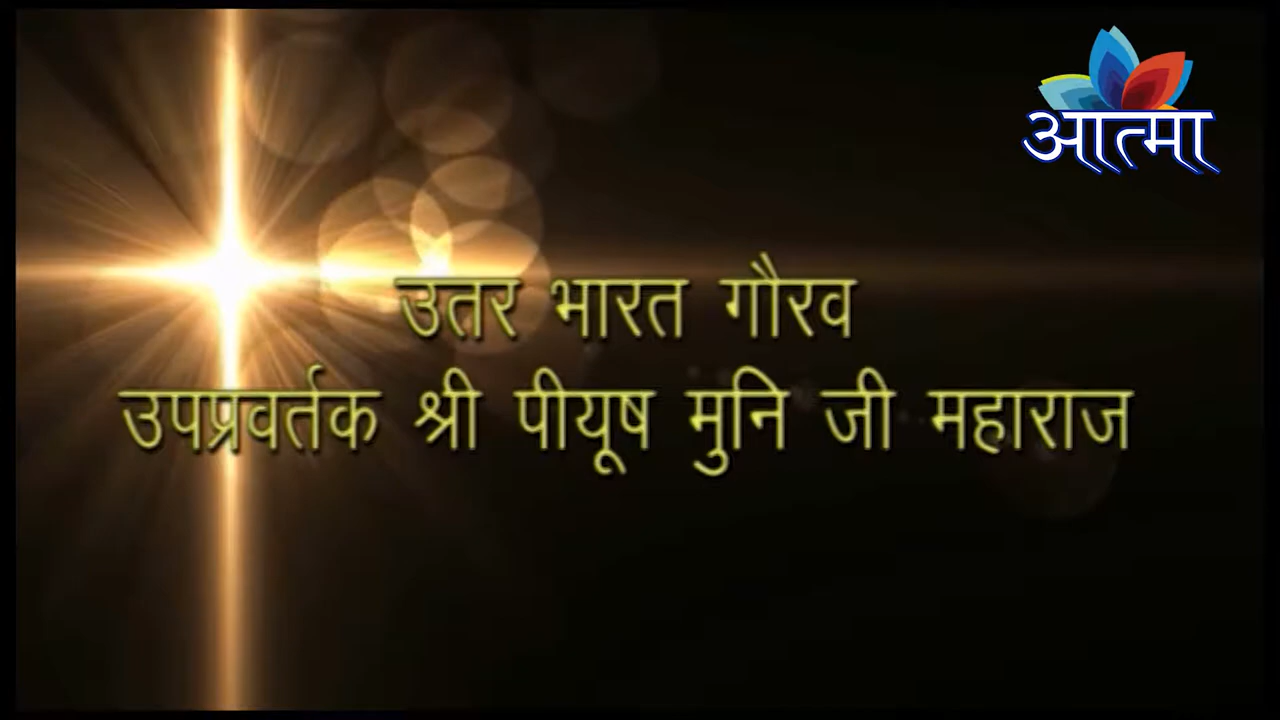 आत्मा
उतर भारत गौरव
उपप्रवर्तक श्री पीयूष मुनि जी महाराज